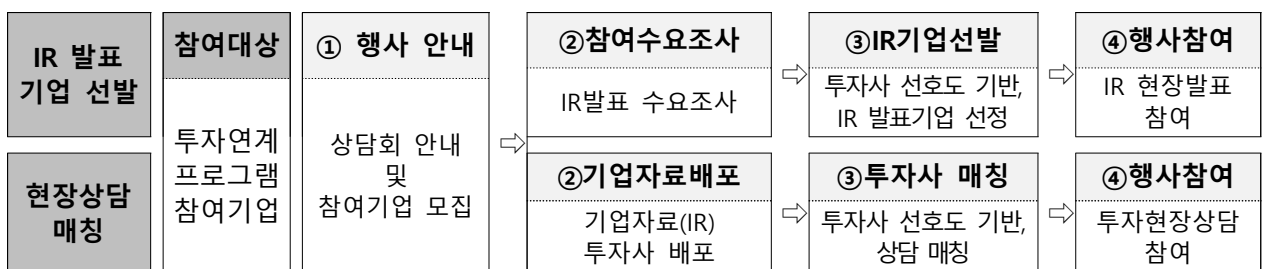 IR 발표
기업 선발
현장상담
매칭
참여대상
투자연계
프로그램
참여기업
① 행사 안내
상담회 안내
및
참여기업 모집
⇨
②참여수요조사
IR발표 수요조사
⇨
③IR기업선발
투자사 선호도 기반,
IR 발표기업 선정
⇨
④행사참여
IR 현장발표
참여
②기업자료배포
기업자료(IR)
투자사 배포
⇨
③투자사 매칭
투자사 선호도 기반,
상담 매칭
⇨
④행사참여
투자현장상담
참여